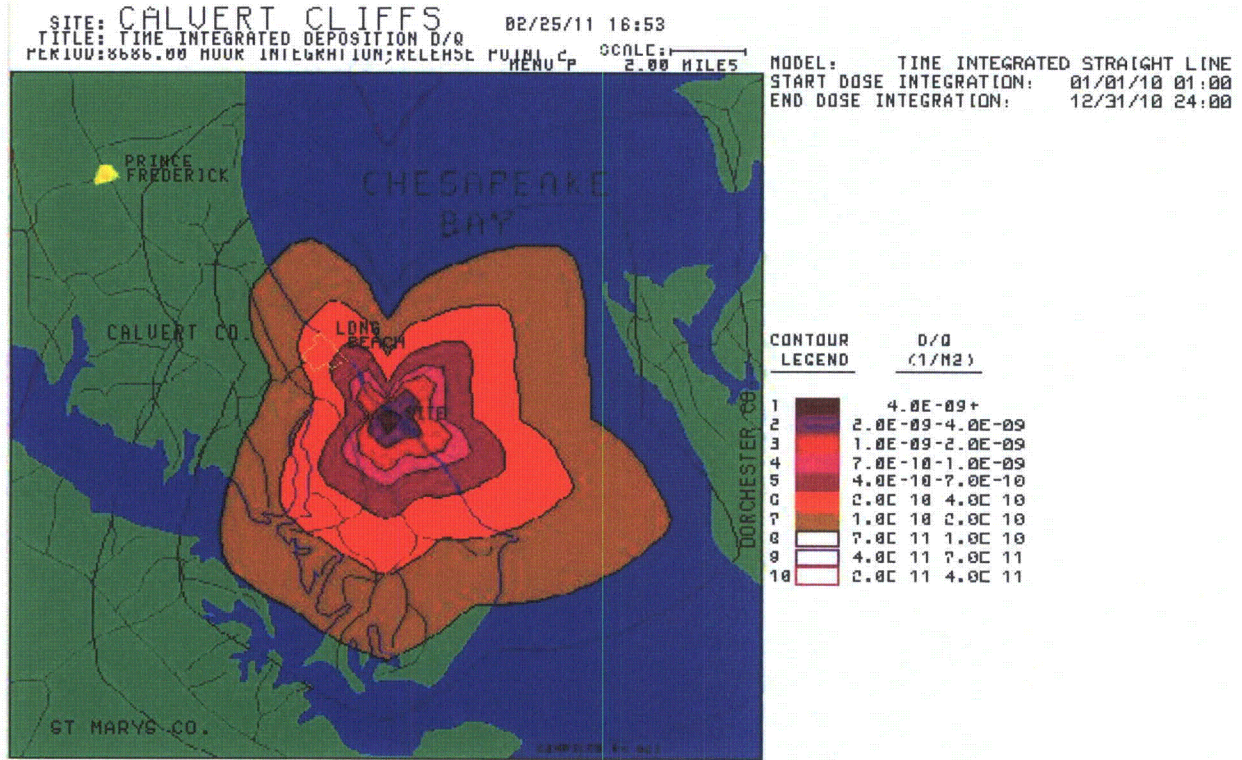 SITE: CALVERT CLIFFS 02/25/11 16:53
TITLE: TIME INTEGRATED DEPOSITION D/Q
PERIOD:8686.00 HOUR INTEGRATION;RELEASE POINT 2
MENU P
SCALE:
2.00 MILES
MODEL: TIME INTEGRATED STRAIGHT LINE
START DOSE INTEGRATION: 01/01/10 01:00
END DOSE INTEGRATION: 12/31/10 24:00
PRINCE
FREDERICK
CHESAPEAKE
BAY
CALVERT CO.
LONG
BEACH
SITE
DORCHESTER CO
ST MARYS CO.
CONTOUR D/Q
LEGEND (1/M2)
1 4.0E-09+
2 2.0E-09-4.0E-09
3 1.0E-09-2.0E-09
4 7.0E-10-1.0E-09
5 4.0E-10-7.0E-10
6 2.0E 10 4.0E 10
7 1.0E 10 2.0E 10
8 7.0E 11 1.0E 10
9 4.0E 11 7.0E 11
10 2.0E 11 4.0E 11